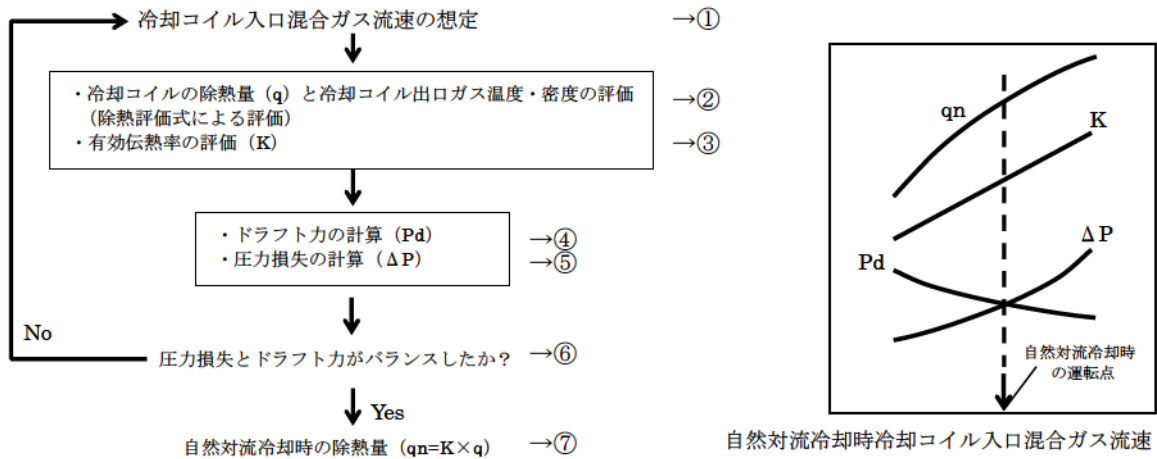 冷却コイル入口混合ガス流速の想定
→①
・冷却コイルの除熱量（q）と冷却コイル出口ガス温度・密度の評価
（除熱評価式による評価）
→②
・有効伝熱率の評価（K）
→③
・ドラフト力の計算（Pd）
→④
・圧力損失の計算（ΔP）
→⑤
No
圧力損失とドラフト力がバランスしたか？
→⑥
Yes
自然対流冷却時の除熱量（qn=K×q）
→⑦
qn
K
ΔP
Pd
自然対流冷却時
の運転点
自然対流冷却時冷却コイル入口混合ガス流速